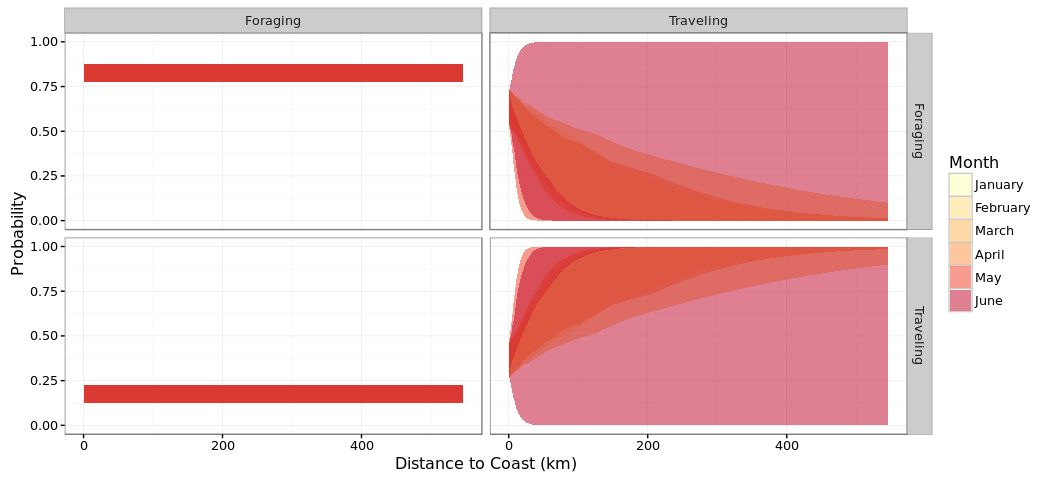 Foraging
Traveling
1.00
0.75
0.50
0.25
0.00
Foraging
1.00
0.75
0.50
0.25
0.00
Traveling
Probability
0
200
400
0
200
400
Distance to Coast (km)
Month
January
February
March
April
May
June